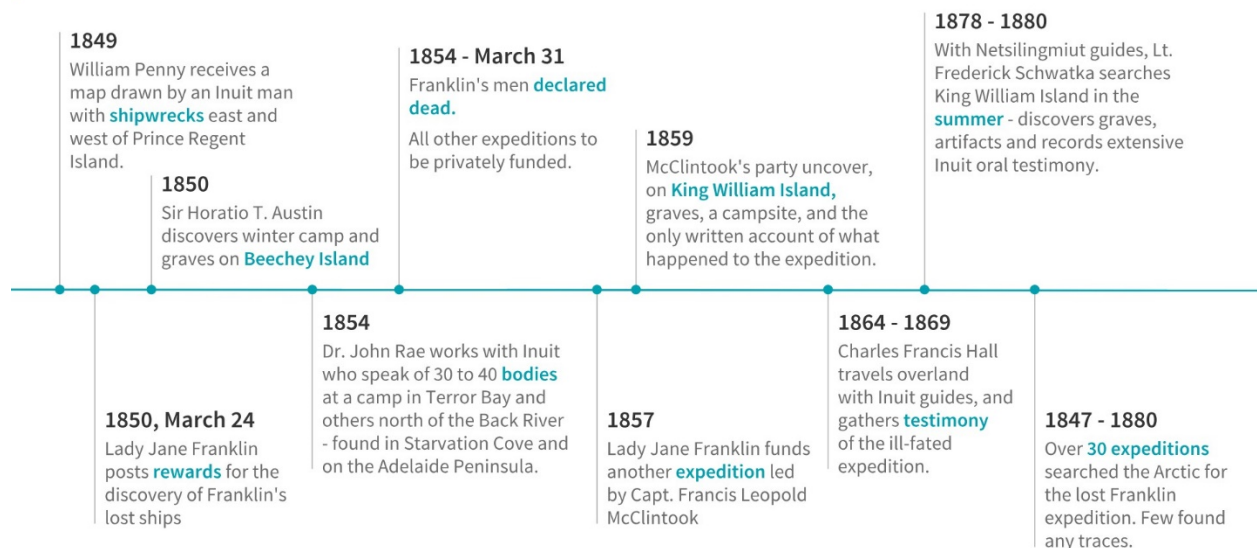 1849
William Penny receives a
map drawn by an Inuit man
with shipwrecks east and
west of Prince Regent
Island.
1850, March 24
Lady Jane Franklin
posts rewards for the
discovery of Franklin's
lost ships
1850
Sir Horatio T. Austin
discovers winter camp and
graves on Beechey Island
1854
Dr. John Rae works with Inuit
who speak of 30 to 40 bodies
at a camp in Terror Bay and
others north of the Back River
- found in Starvation Cove and
on the Adelaide Peninsula.
1854 - March 31
Franklin's men declared
dead.
All other expeditions to
be privately funded.
1857
Lady Jane Franklin funds
another expedition led
by Capt. Francis Leopold
McClintook
1859
McClintook's party uncover,
on King William Island,
graves, a campsite, and the
only written account of what
happened to the expedition.
1864 - 1869
Charles Francis Hall
travels overland
with Inuit guides, and
gathers testimony
of the ill-fated
expedition.
1878 - 1880
With Netsilingmiut guides, Lt.
Frederick Schwatka searches
King William Island in the
summer - discovers graves,
artifacts and records extensive
Inuit oral testimony.
1847 - 1880
Over 30 expeditions
searched the Arctic for
the lost Franklin
expedition. Few found
any traces.